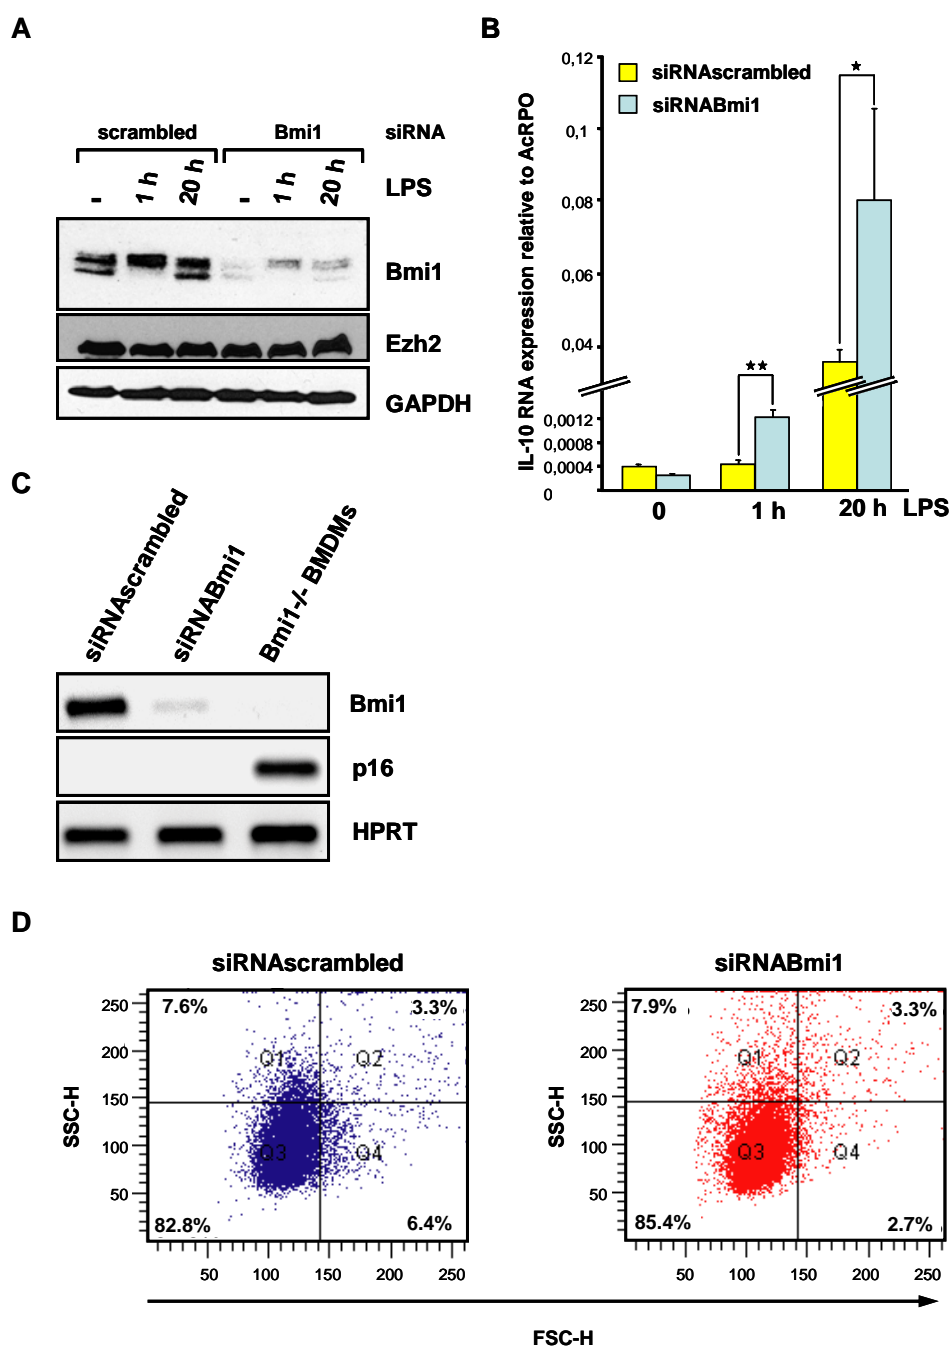 A
scrambled Bmi1 siRNA
- 1 h 20 h - 1 h 20 h LPS
Bmi1
Ezh2
GAPDH
B
siRNAscrambled
siRNABmi1
IL-10 RNA expression relative to AcRPO
0,12
0,1
0,08
0,06
0,04
0,0012
0,0008
0,0004
0
*
**
0 1 h 20 h LPS
C
siRNAscrambled
siRNABmi1
Bmi1-/- BMDMs
Bmi1
p16
HPRT
D
siRNAscrambled
SSC-H
250
200
150
100
50
7.6% 3.3%
Q1 Q2
Q3 Q4
82.8% 6.4%
50 100 150 200 250
siRNABmi1
SSC-H
250
200
150
100
50
7.9% 3.3%
Q1 Q2
Q3 Q4
85.4% 2.7%
50 100 150 200 250
FSC-H